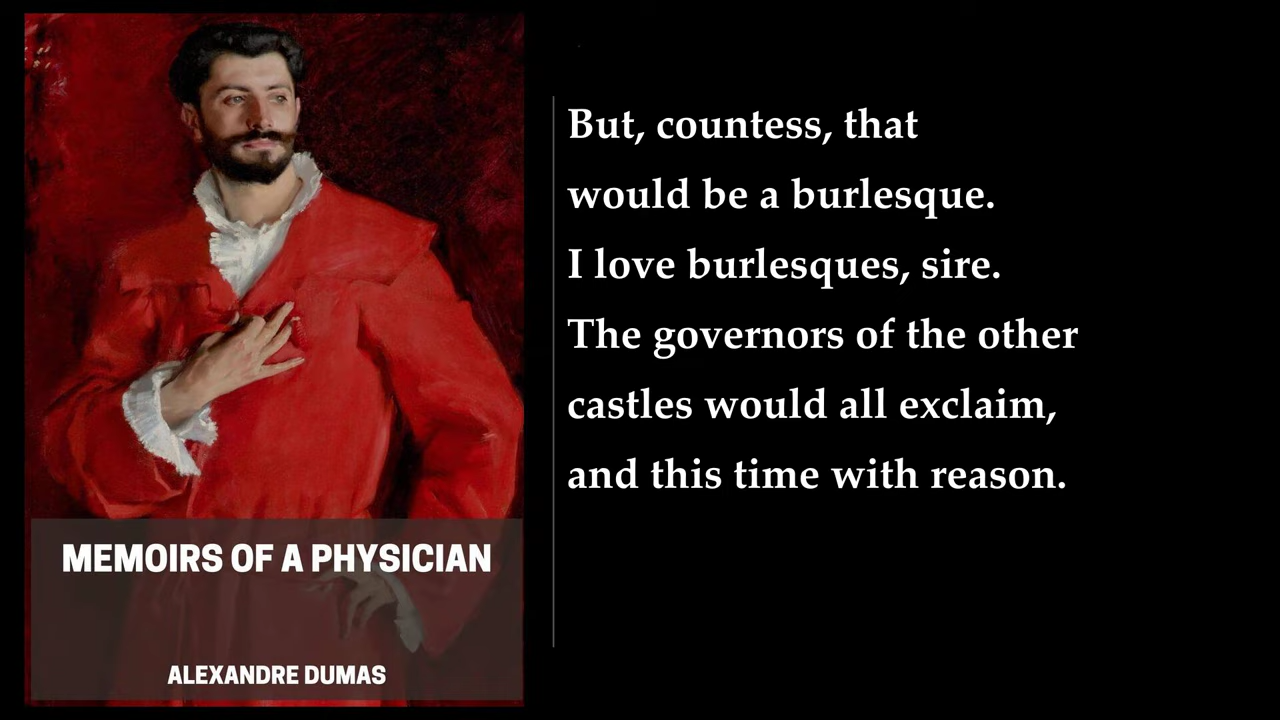 But, countess, that
would be a burlesque.
I love burlesques, sire.
The governors of the other
castles would all exclaim,
and this time with reason.
MEMOIRS OF A PHYSICIAN
ALEXANDRE DUMAS